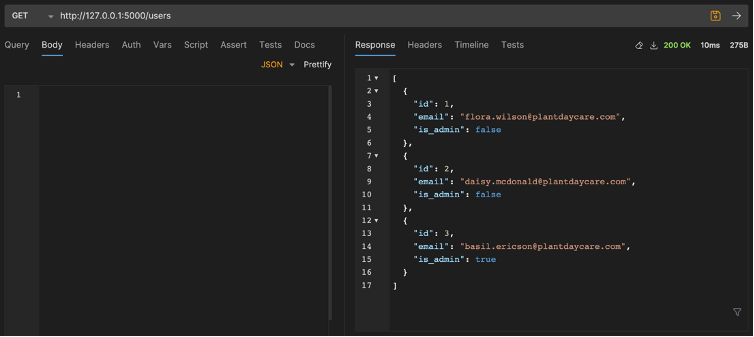 GET http://127.0.0.1:5000/users
Query Body Headers Auth Vars Script Assert Tests Docs
JSON Prettify
1
Response Headers Timeline Tests 200 OK 10ms 275B
1 [
2 {
3 "id": 1,
4 "email": "flora.wilson@plantdaycare.com",
5 "is_admin": false
6 },
7 {
8 "id": 2,
9 "email": "daisy.mcdonald@plantdaycare.com",
10 "is_admin": false
11 },
12 {
13 "id": 3,
14 "email": "basil.ericson@plantdaycare.com",
15 "is_admin": true
16 }
17 ]